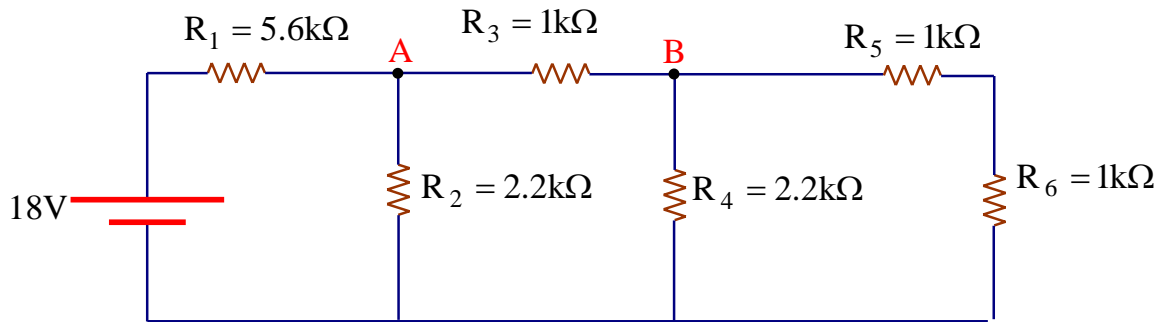 R₁ = 5.6kΩ
R₃ = 1kΩ
R₅ = 1kΩ
A
B
18V
R₂ = 2.2kΩ
R₄ = 2.2kΩ
R₆ = 1kΩ